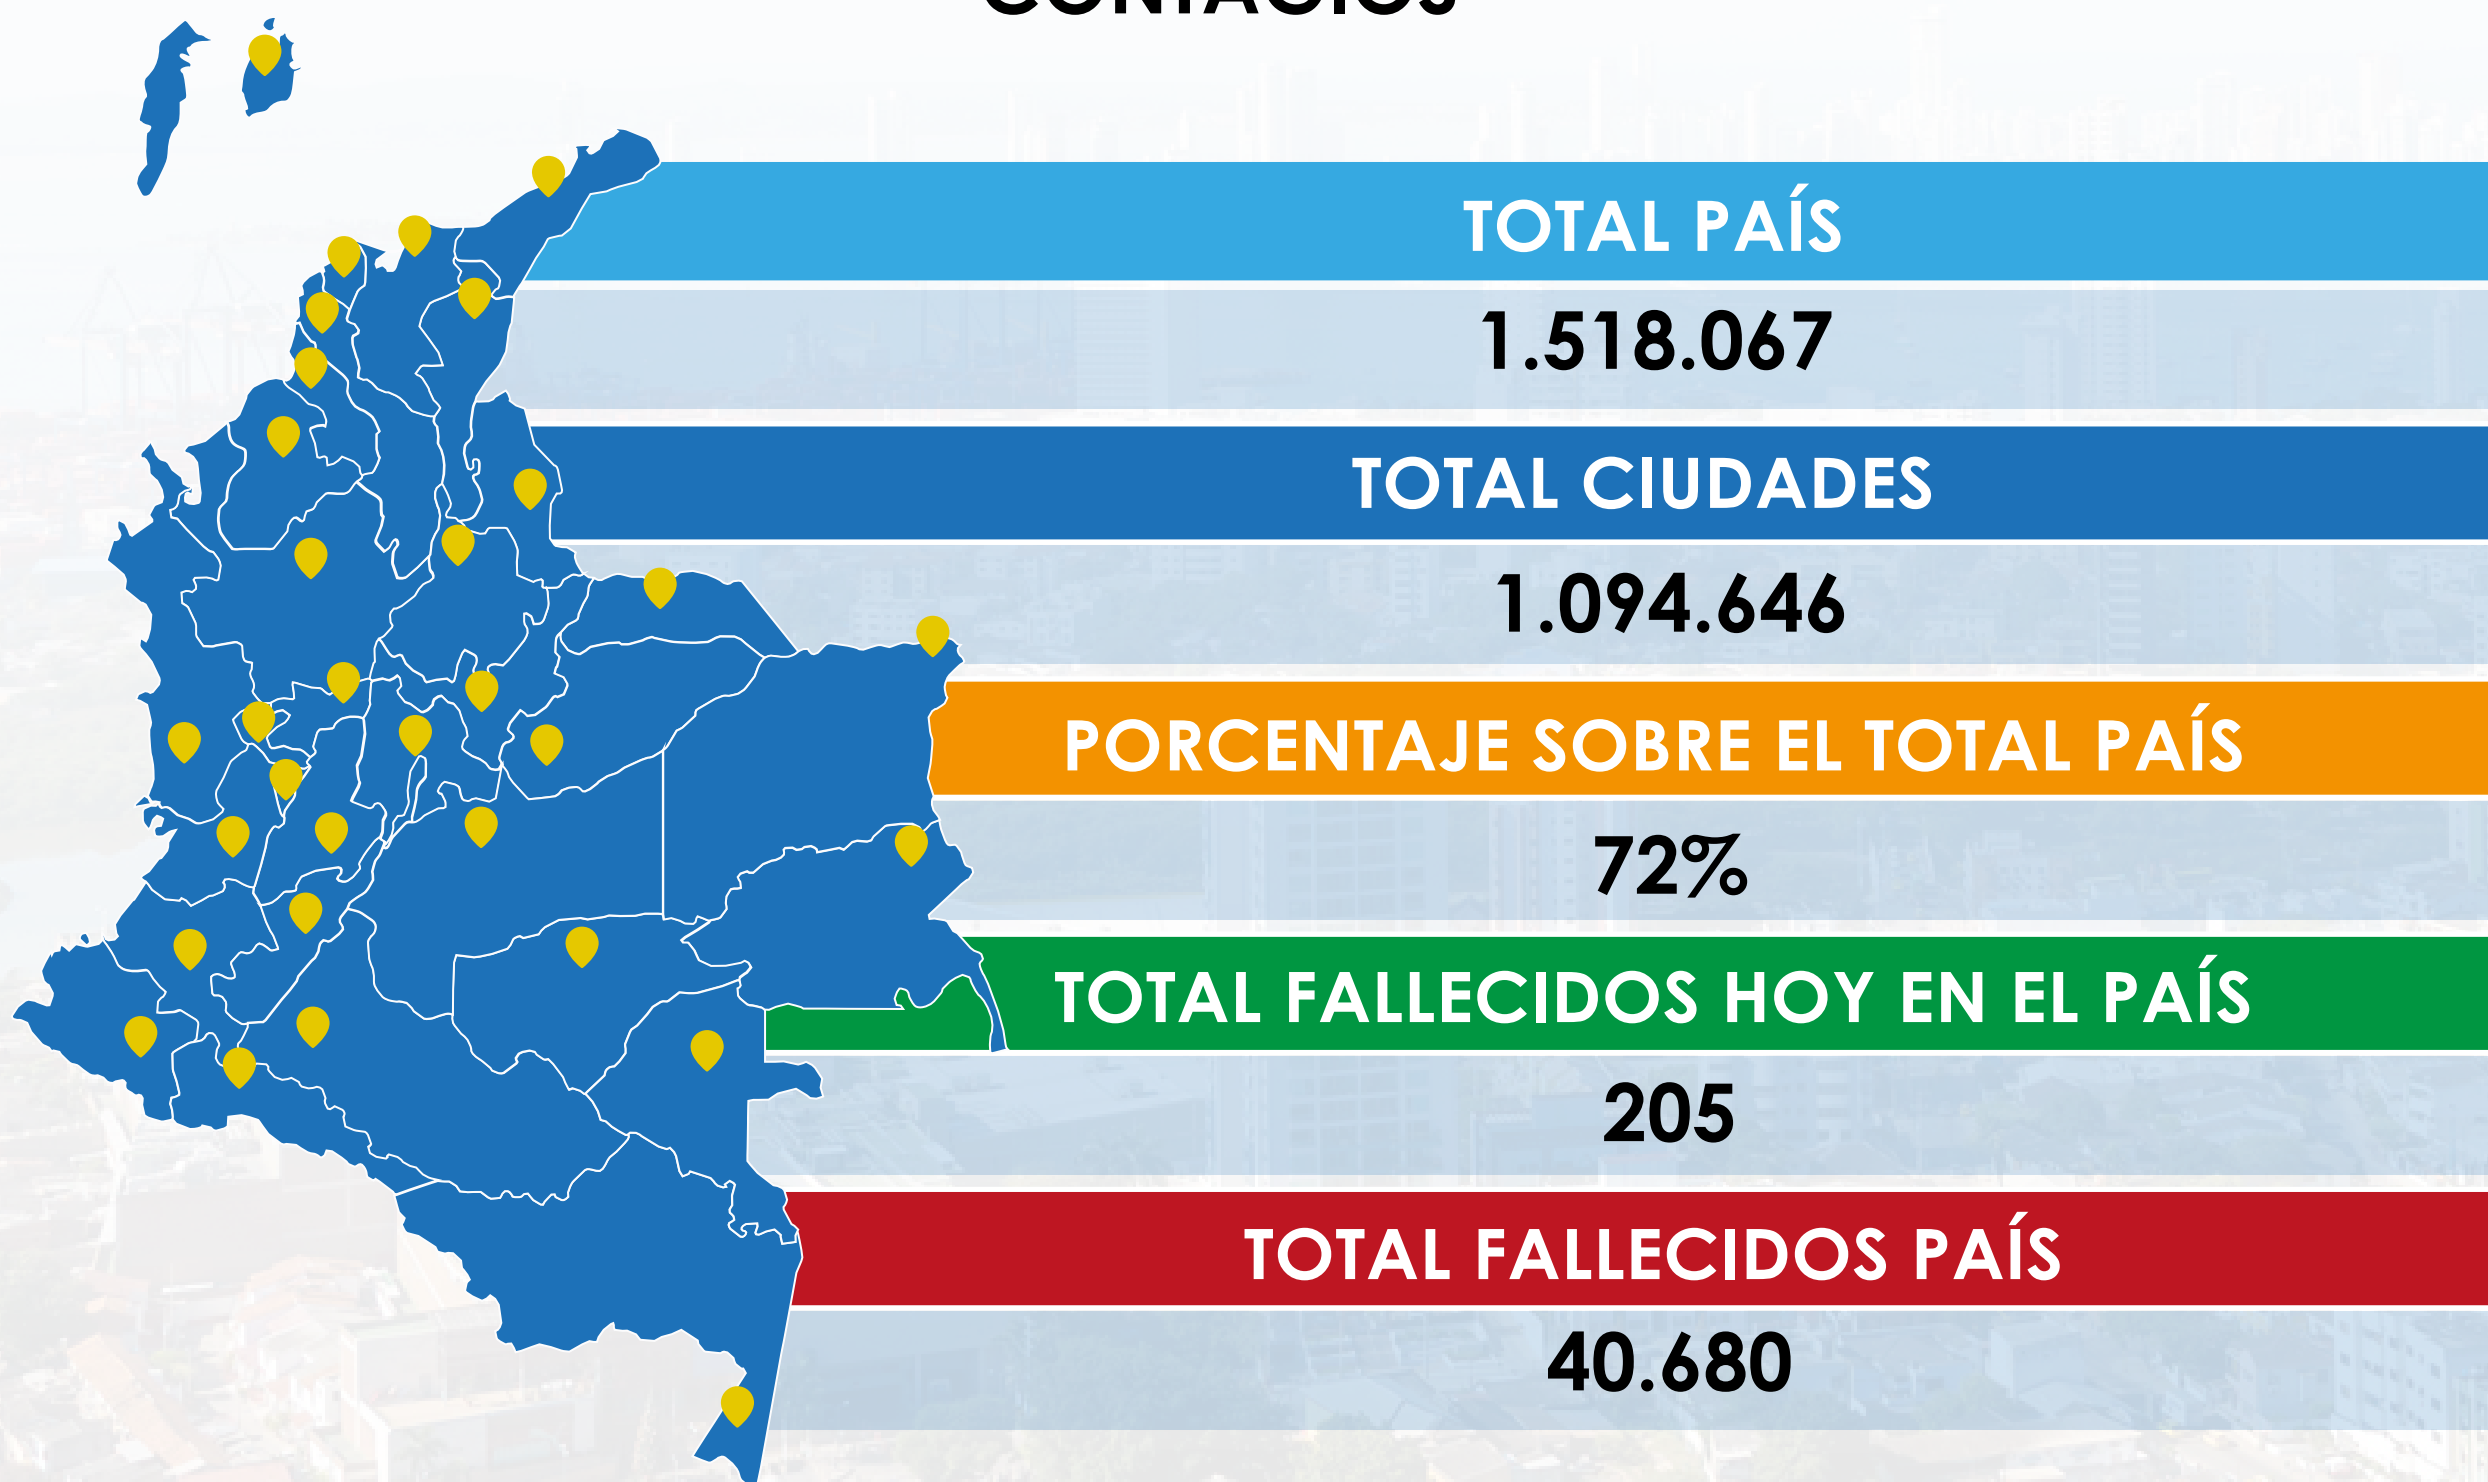 CONTAGIOS
TOTAL PAÍS
1.518.067
TOTAL CIUDADES
1.094.646
PORCENTAJE SOBRE EL TOTAL PAÍS
72%
TOTAL FALLECIDOS HOY EN EL PAÍS
205
TOTAL FALLECIDOS PAÍS
40.680